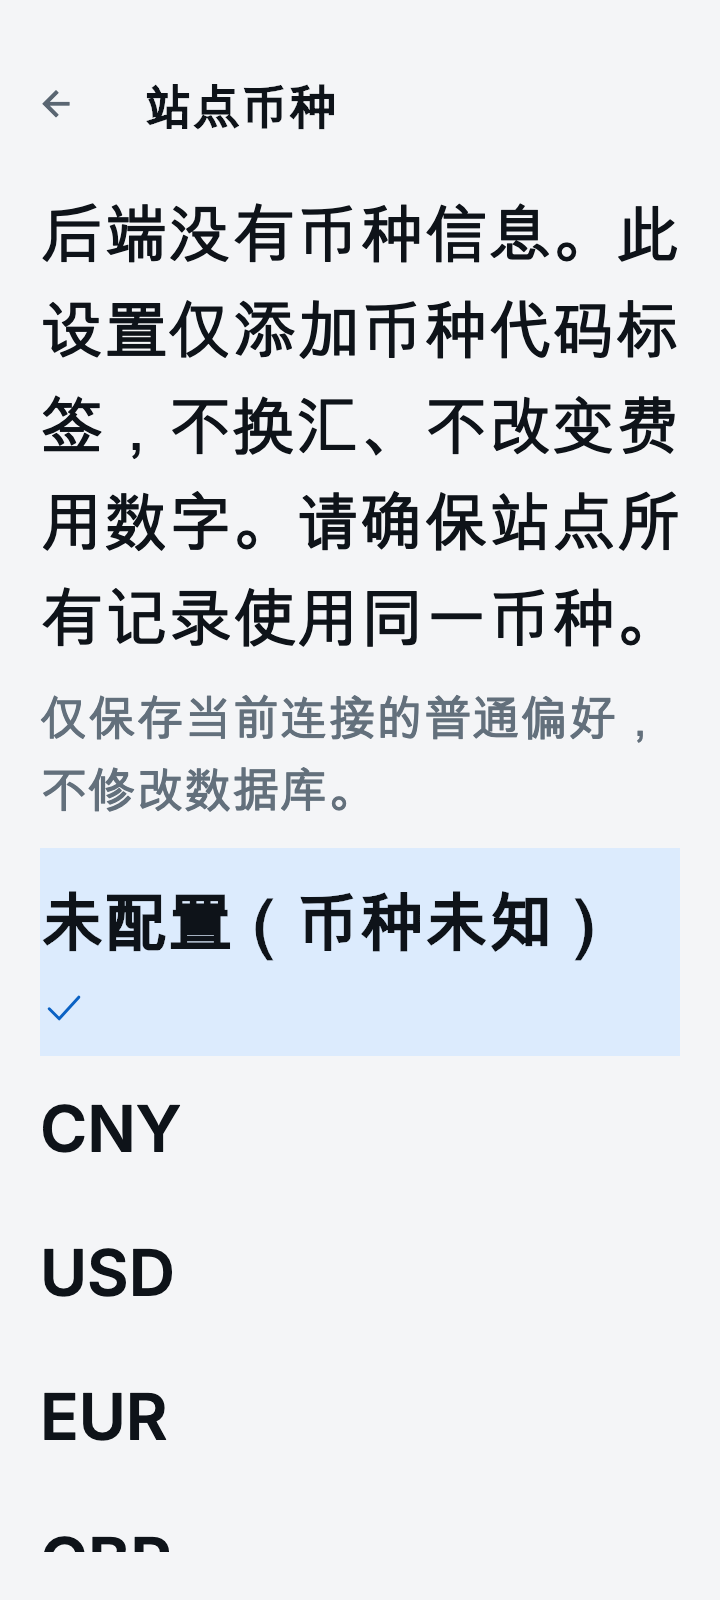 站点币种
后端没有币种信息。此
设置仅添加币种代码标
签，不换汇、不改变费
用数字。请确保站点所
有记录使用同一币种。
仅保存当前连接的普通偏好，
不修改数据库。
未配置（币种未知）
CNY
USD
EUR